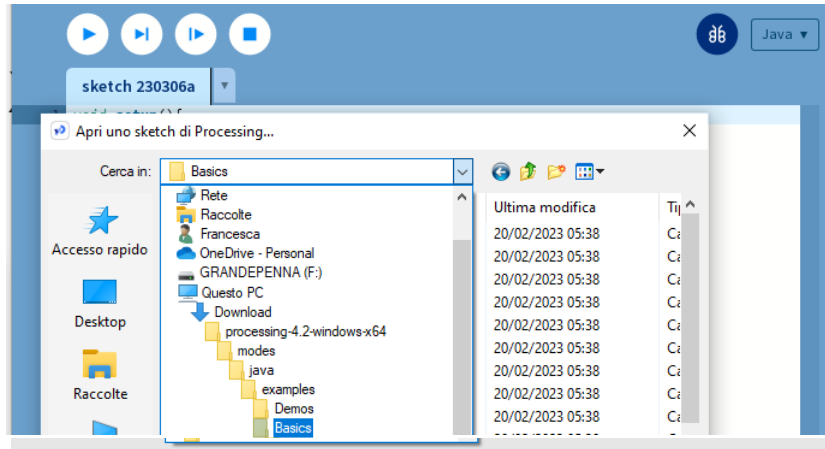 Java ▾
sketch 230306a ▼
Apri uno sketch di Processing...
Cerca in: Basics
Rete
Raccolte
Francesca
OneDrive - Personal
GRANDEPENNA (F:)
Questo PC
Download
processing-4.2-windows-x64
modes
java
examples
Demos
Basics
Accesso rapido
Desktop
Raccolte
Ultima modifica
20/02/2023 05:38
20/02/2023 05:38
20/02/2023 05:38
20/02/2023 05:38
20/02/2023 05:38
20/02/2023 05:38
20/02/2023 05:38
20/02/2023 05:38
20/02/2023 05:38